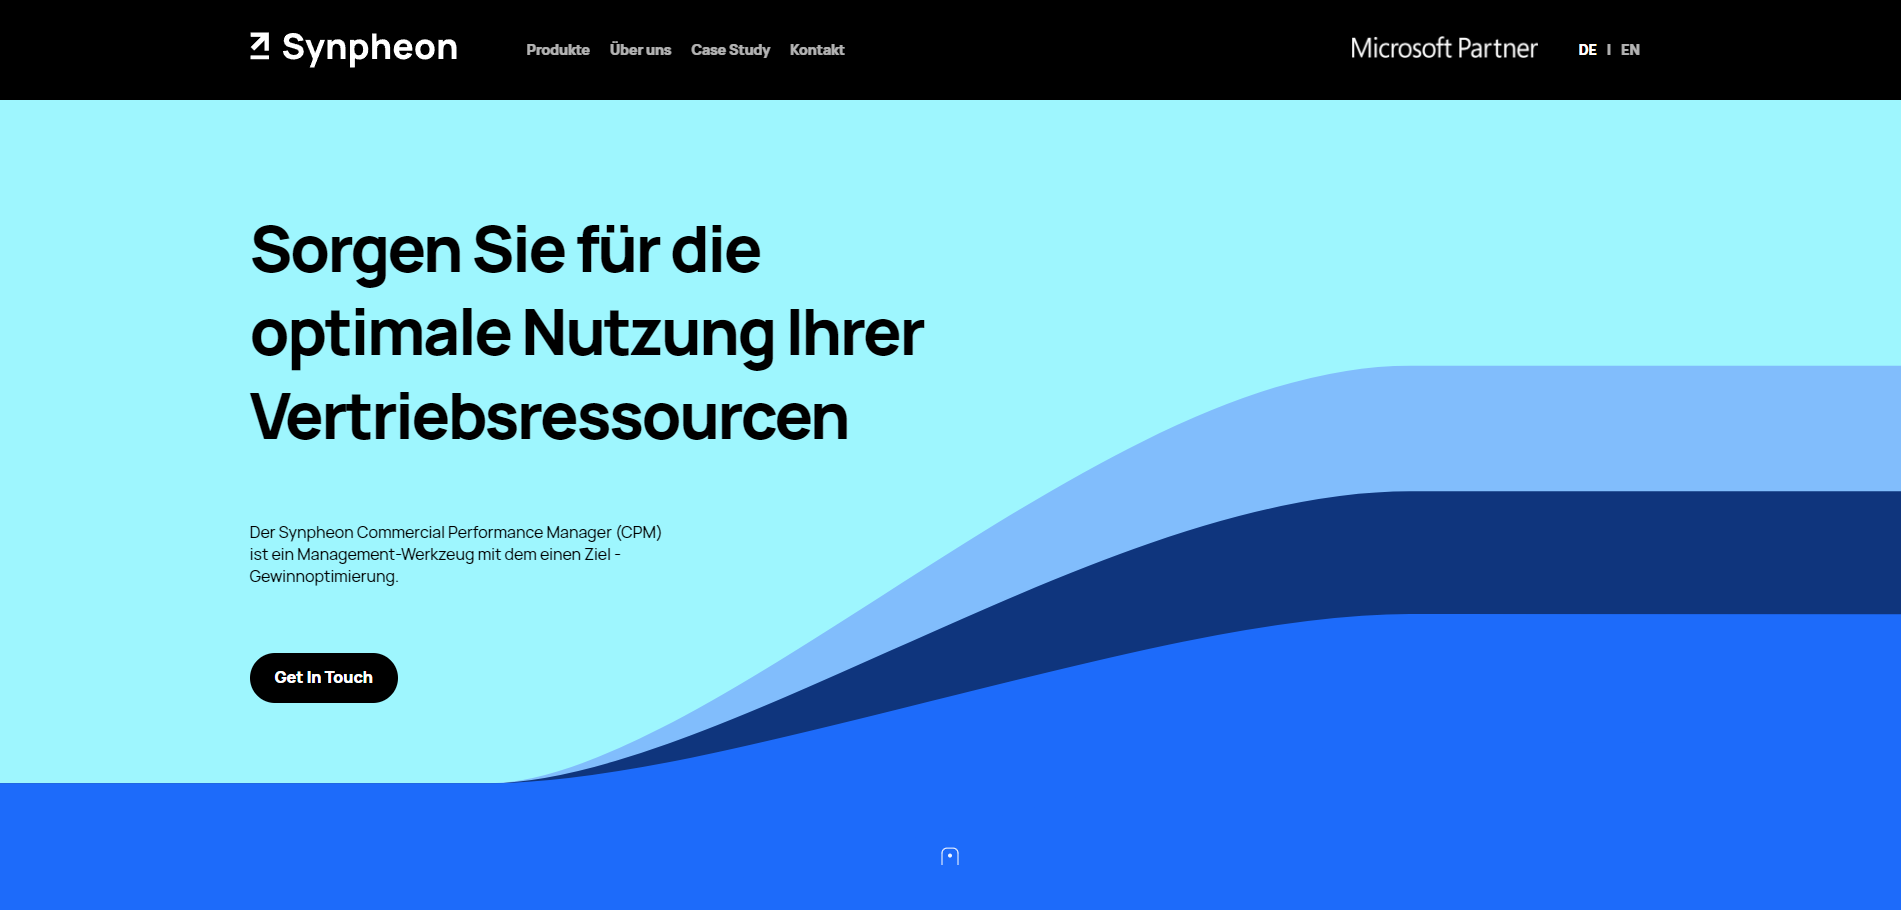 Synpheon
Produkte Über uns Case Study Kontakt
Microsoft Partner
DE | EN
Sorgen Sie für die
optimale Nutzung Ihrer
Vertriebsressourcen
Der Synpheon Commercial Performance Manager (CPM)
ist ein Management-Werkzeug mit dem einen Ziel -
Gewinnoptimierung.
Get In Touch